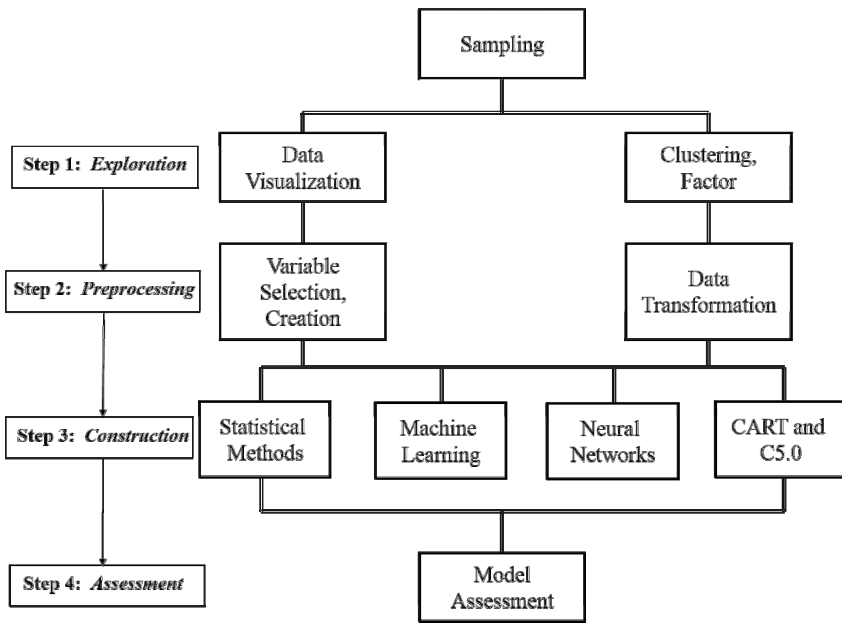 Sampling
Step 1: Exploration
Data
Visualization
Clustering,
Factor
Step 2: Preprocessing
Variable
Selection,
Creation
Data
Transformation
Step 3: Construction
Statistical
Methods
Machine
Learning
Neural
Networks
CART and
C5.0
Step 4: Assessment
Model
Assessment